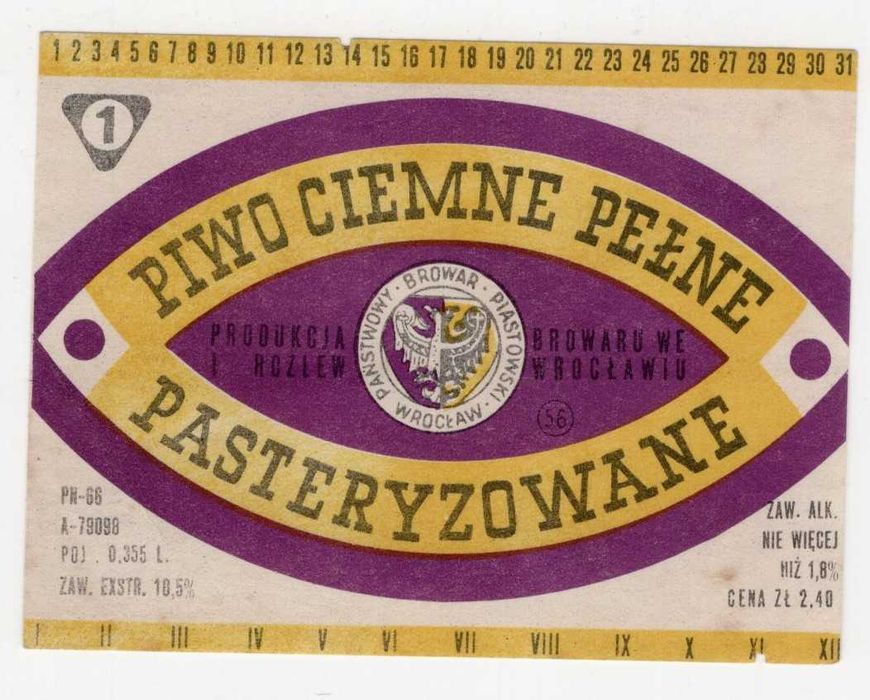 1 2 3 4 5 6 7 8 9 10 11 12 13 14 15 16 17 18 19 20 21 22 23 24 25 26 27 28 29 30 31
1
PIWO CIEMNE PEŁNE
PAŃSTWOWY · BROWAR · PIASTOWSKI · WROCŁAW ·
PRODUKCJA
I ROZLEW
BROWARU WE
WROCŁAWIU
56
PASTERYZOWANE
PN-66
A-79098
POJ. 0,355 L.
ZAW. EKSTR. 10,5%
ZAW. ALK.
NIE WIĘCEJ
NIŻ 1,8%
CENA ZŁ 2.40
I II III IV V VI VII VIII IX X XI XII